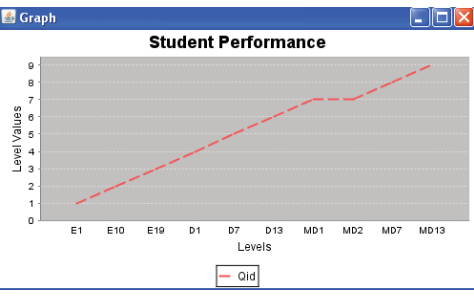 Graph
Student Performance
Level Values
9
8
7
6
5
4
3
2
1
0
E1 E10 E19 D1 D7 D13 MD1 MD2 MD7 MD13
Levels
Qid